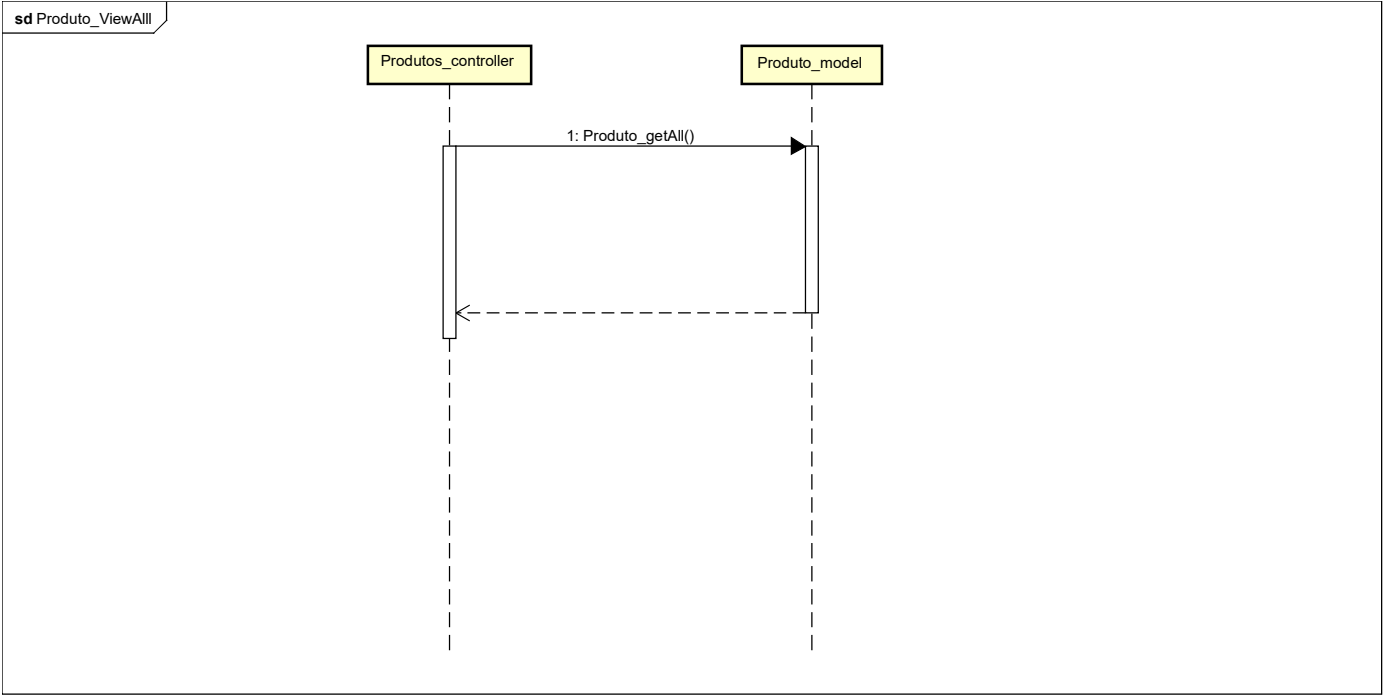 sd Produto_ViewAlll
Produtos_controller
Produto_model
1: Produto_getAll()